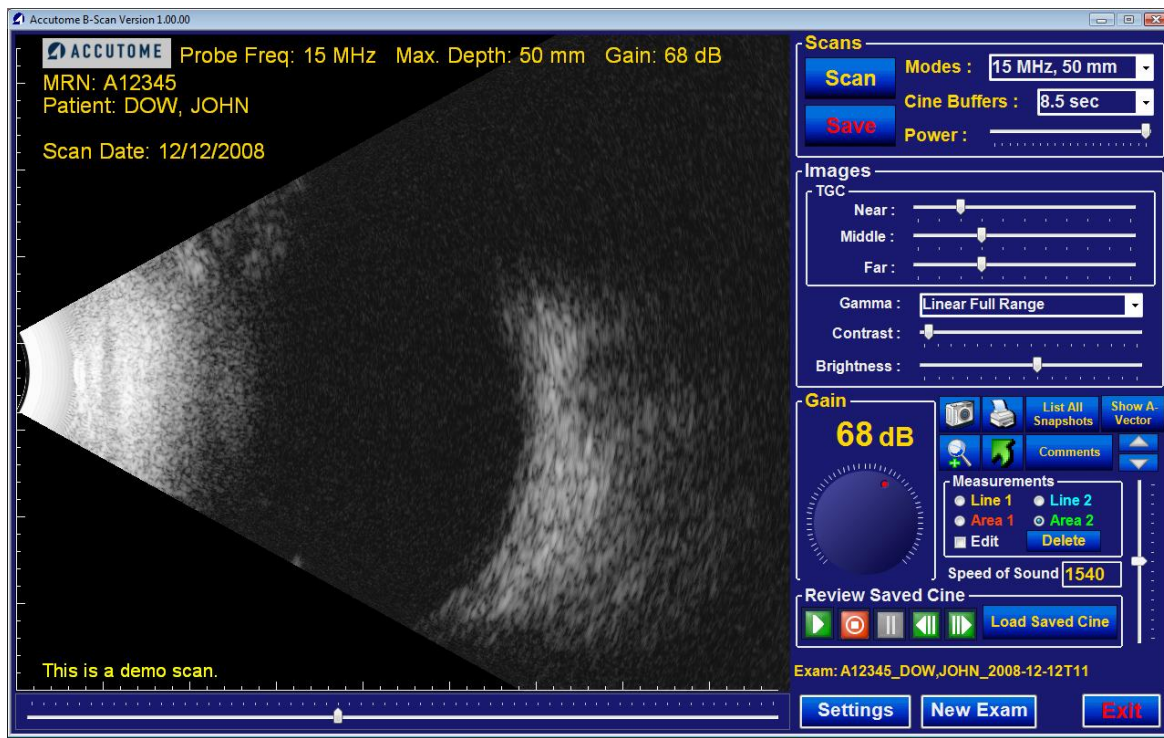 Accutome B-Scan Version 1.00.00
ACCUTOME Probe Freq: 15 MHz Max. Depth: 50 mm Gain: 68 dB
MRN: A12345
Patient: DOW, JOHN
Scan Date: 12/12/2008
This is a demo scan.
Scans
Scan
Modes : 15 MHz, 50 mm
Cine Buffers : 8.5 sec
Save
Power :
Images
TGC
Near :
Middle :
Far :
Gamma : Linear Full Range
Contrast :
Brightness :
Gain
68 dB
List All Snapshots
Show A-Vector
Comments
Measurements
Line 1 Line 2
Area 1 Area 2
Edit Delete
Speed of Sound 1540
Review Saved Cine
Load Saved Cine
Exam: A12345_DOW,JOHN_2008-12-12T11
Settings New Exam Exit